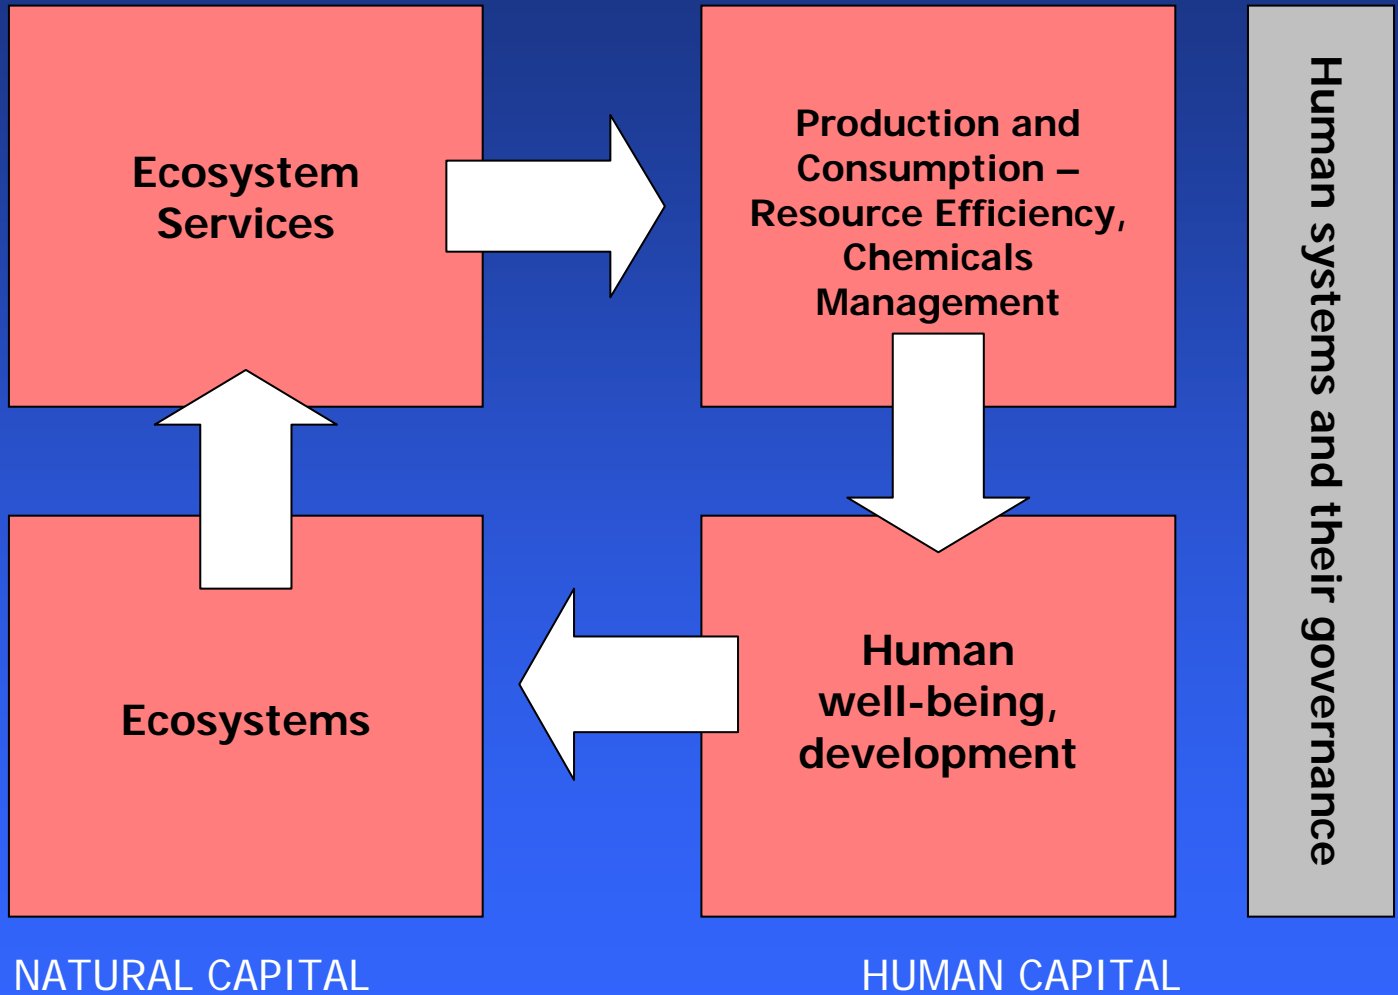 Ecosystem
Services
Production and
Consumption –
Resource Efficiency,
Chemicals
Management
Human systems and their governance
Ecosystems
Human
well-being,
development
NATURAL CAPITAL
HUMAN CAPITAL